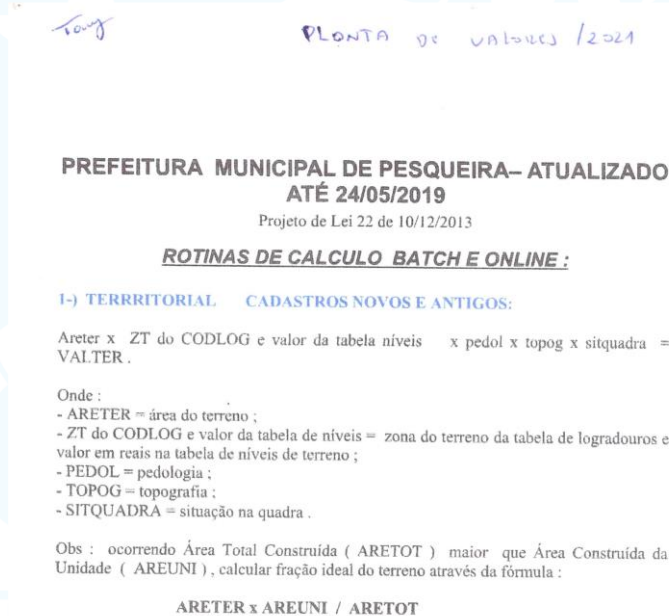 Tony PLANTA DE VALORES /2021
PREFEITURA MUNICIPAL DE PESQUEIRA– ATUALIZADO
ATÉ 24/05/2019
Projeto de Lei 22 de 10/12/2013
ROTINAS DE CALCULO BATCH E ONLINE :
1-) TERRRITORIAL CADASTROS NOVOS E ANTIGOS:
Areter x ZT do CODLOG e valor da tabela níveis x pedol x topog x sitquadra =
VALTER .
Onde :
- ARETER = área do terreno ;
- ZT do CODLOG e valor da tabela de níveis = zona do terreno da tabela de logradouros e
valor em reais na tabela de níveis de terreno ;
- PEDOL = pedologia ;
- TOPOG = topografia ;
- SITQUADRA = situação na quadra .
Obs : ocorrendo Área Total Construída ( ARETOT ) maior que Área Construída da
Unidade ( AREUNI ) , calcular fração ideal do terreno através da fórmula :
ARETER x AREUNI / ARETOT